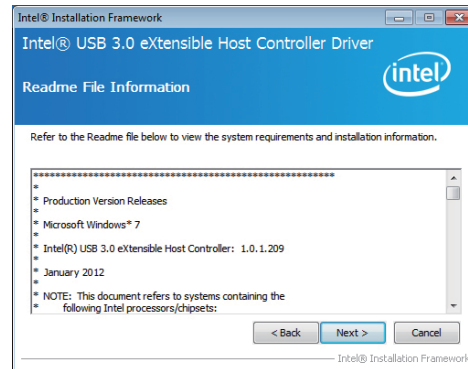 Intel® Installation Framework
Intel® USB 3.0 eXtensible Host Controller Driver
Readme File Information
intel
Refer to the Readme file below to view the system requirements and installation information.
******************************************************
*
* Production Version Releases
*
* Microsoft Windows* 7
*
* Intel(R) USB 3.0 eXtensible Host Controller: 1.0.1.209
*
* January 2012
*
* NOTE: This document refers to systems containing the
* following Intel processors/chipsets:
< Back
Next >
Cancel
Intel® Installation Framework